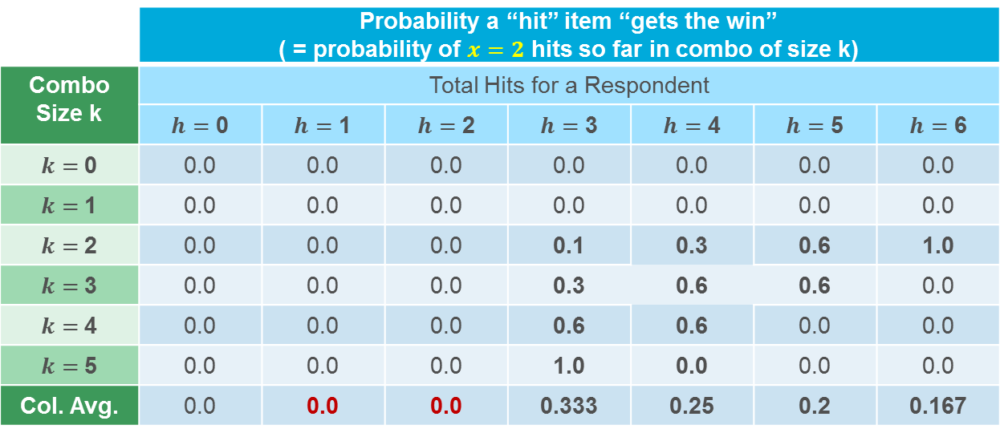 Probability a “hit” item “gets the win”
( = probability of x = 2 hits so far in combo of size k)
Combo Size k
Total Hits for a Respondent
h = 0 h = 1 h = 2 h = 3 h = 4 h = 5 h = 6
k = 0 0.0 0.0 0.0 0.0 0.0 0.0 0.0
k = 1 0.0 0.0 0.0 0.0 0.0 0.0 0.0
k = 2 0.0 0.0 0.0 0.1 0.3 0.6 1.0
k = 3 0.0 0.0 0.0 0.3 0.6 0.6 0.0
k = 4 0.0 0.0 0.0 0.6 0.6 0.0 0.0
k = 5 0.0 0.0 0.0 1.0 0.0 0.0 0.0
Col. Avg. 0.0 0.0 0.0 0.333 0.25 0.2 0.167